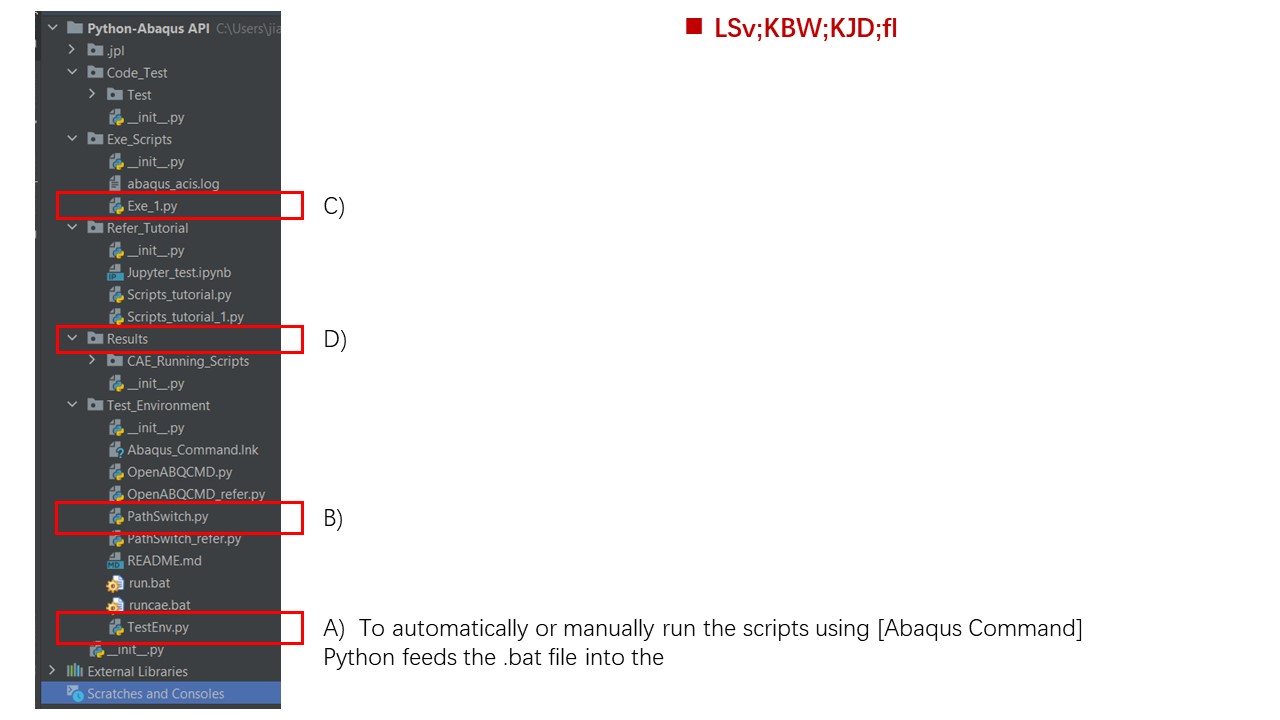 LSv;KBW;KJD;fl
Python-Abaqus API C:\Users\jia
.jpl
Code_Test
Test
__init__.py
Exe_Scripts
__init__.py
abaqus_acis.log
Exe_1.py
C)
Refer_Tutorial
__init__.py
Jupyter_test.ipynb
Scripts_tutorial.py
Scripts_tutorial_1.py
Results
D)
CAE_Running_Scripts
__init__.py
Test_Environment
__init__.py
Abaqus_Command.lnk
OpenABQCMD.py
OpenABQCMD_refer.py
PathSwitch.py
B)
PathSwitch_refer.py
README.md
run.bat
runcae.bat
TestEnv.py
A) To automatically or manually run the scripts using [Abaqus Command]
Python feeds the .bat file into the
__init__.py
External Libraries
Scratches and Consoles